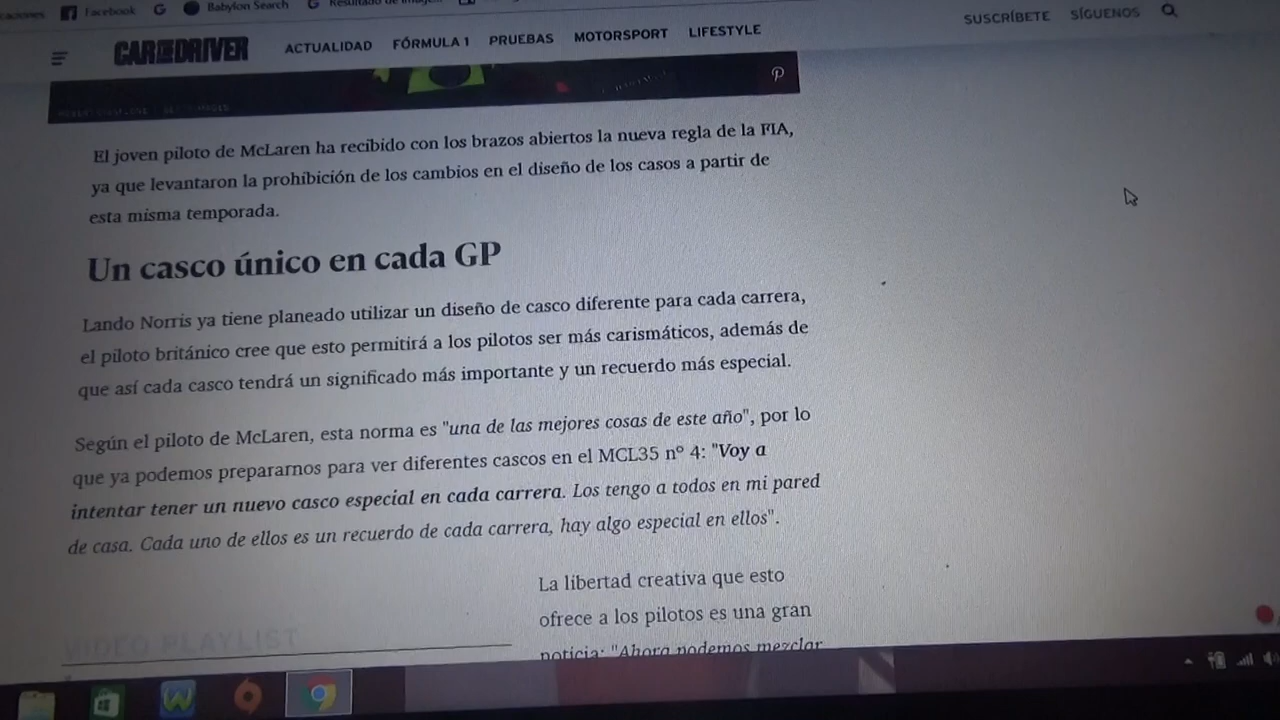 Facebook
Babylon Search
CAR AND DRIVER
ACTUALIDAD FÓRMULA 1 PRUEBAS MOTORSPORT LIFESTYLE
SUSCRÍBETE SÍGUENOS
El joven piloto de McLaren ha recibido con los brazos abiertos la nueva regla de la FIA,
ya que levantaron la prohibición de los cambios en el diseño de los casos a partir de
esta misma temporada.
Un casco único en cada GP
Lando Norris ya tiene planeado utilizar un diseño de casco diferente para cada carrera,
el piloto británico cree que esto permitirá a los pilotos ser más carismáticos, además de
que así cada casco tendrá un significado más importante y un recuerdo más especial.
Según el piloto de McLaren, esta norma es "una de las mejores cosas de este año", por lo
que ya podemos prepararnos para ver diferentes cascos en el MCL35 nº 4: "Voy a
intentar tener un nuevo casco especial en cada carrera. Los tengo a todos en mi pared
de casa. Cada uno de ellos es un recuerdo de cada carrera, hay algo especial en ellos".
La libertad creativa que esto
ofrece a los pilotos es una gran
noticia: "Ahora podemos mezclar
VIDEO PLAYLIST